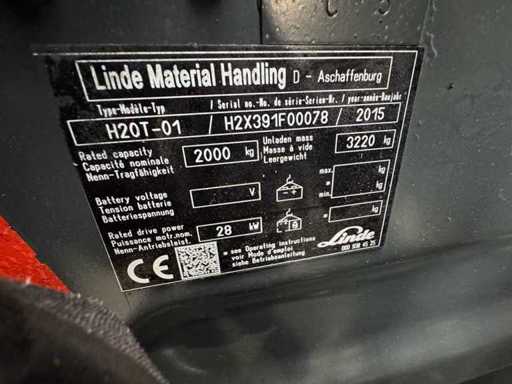 Linde Material Handling D - Aschaffenburg
Type-Modèle-Typ / Serial no.-No. de série-Serien-Nr. / year-année-Baujahr
H20T-01 / H2X391F00078 / 2015
Rated capacity
Capacité nominale
Nenn-Tragfähigkeit
2000 kg
Unladen mass
Masse à vide
Leergewicht
3220 kg
Battery voltage
Tension batterie
Batteriespannung
V
max. * kg
min. * kg
Rated drive power
Puissance motr.nom.
Nenn-Antriebsleist.
28 kW
* kg
CE
* see Operating instructions
voir Mode d'emploi
siehe Betriebsanleitung
Linde